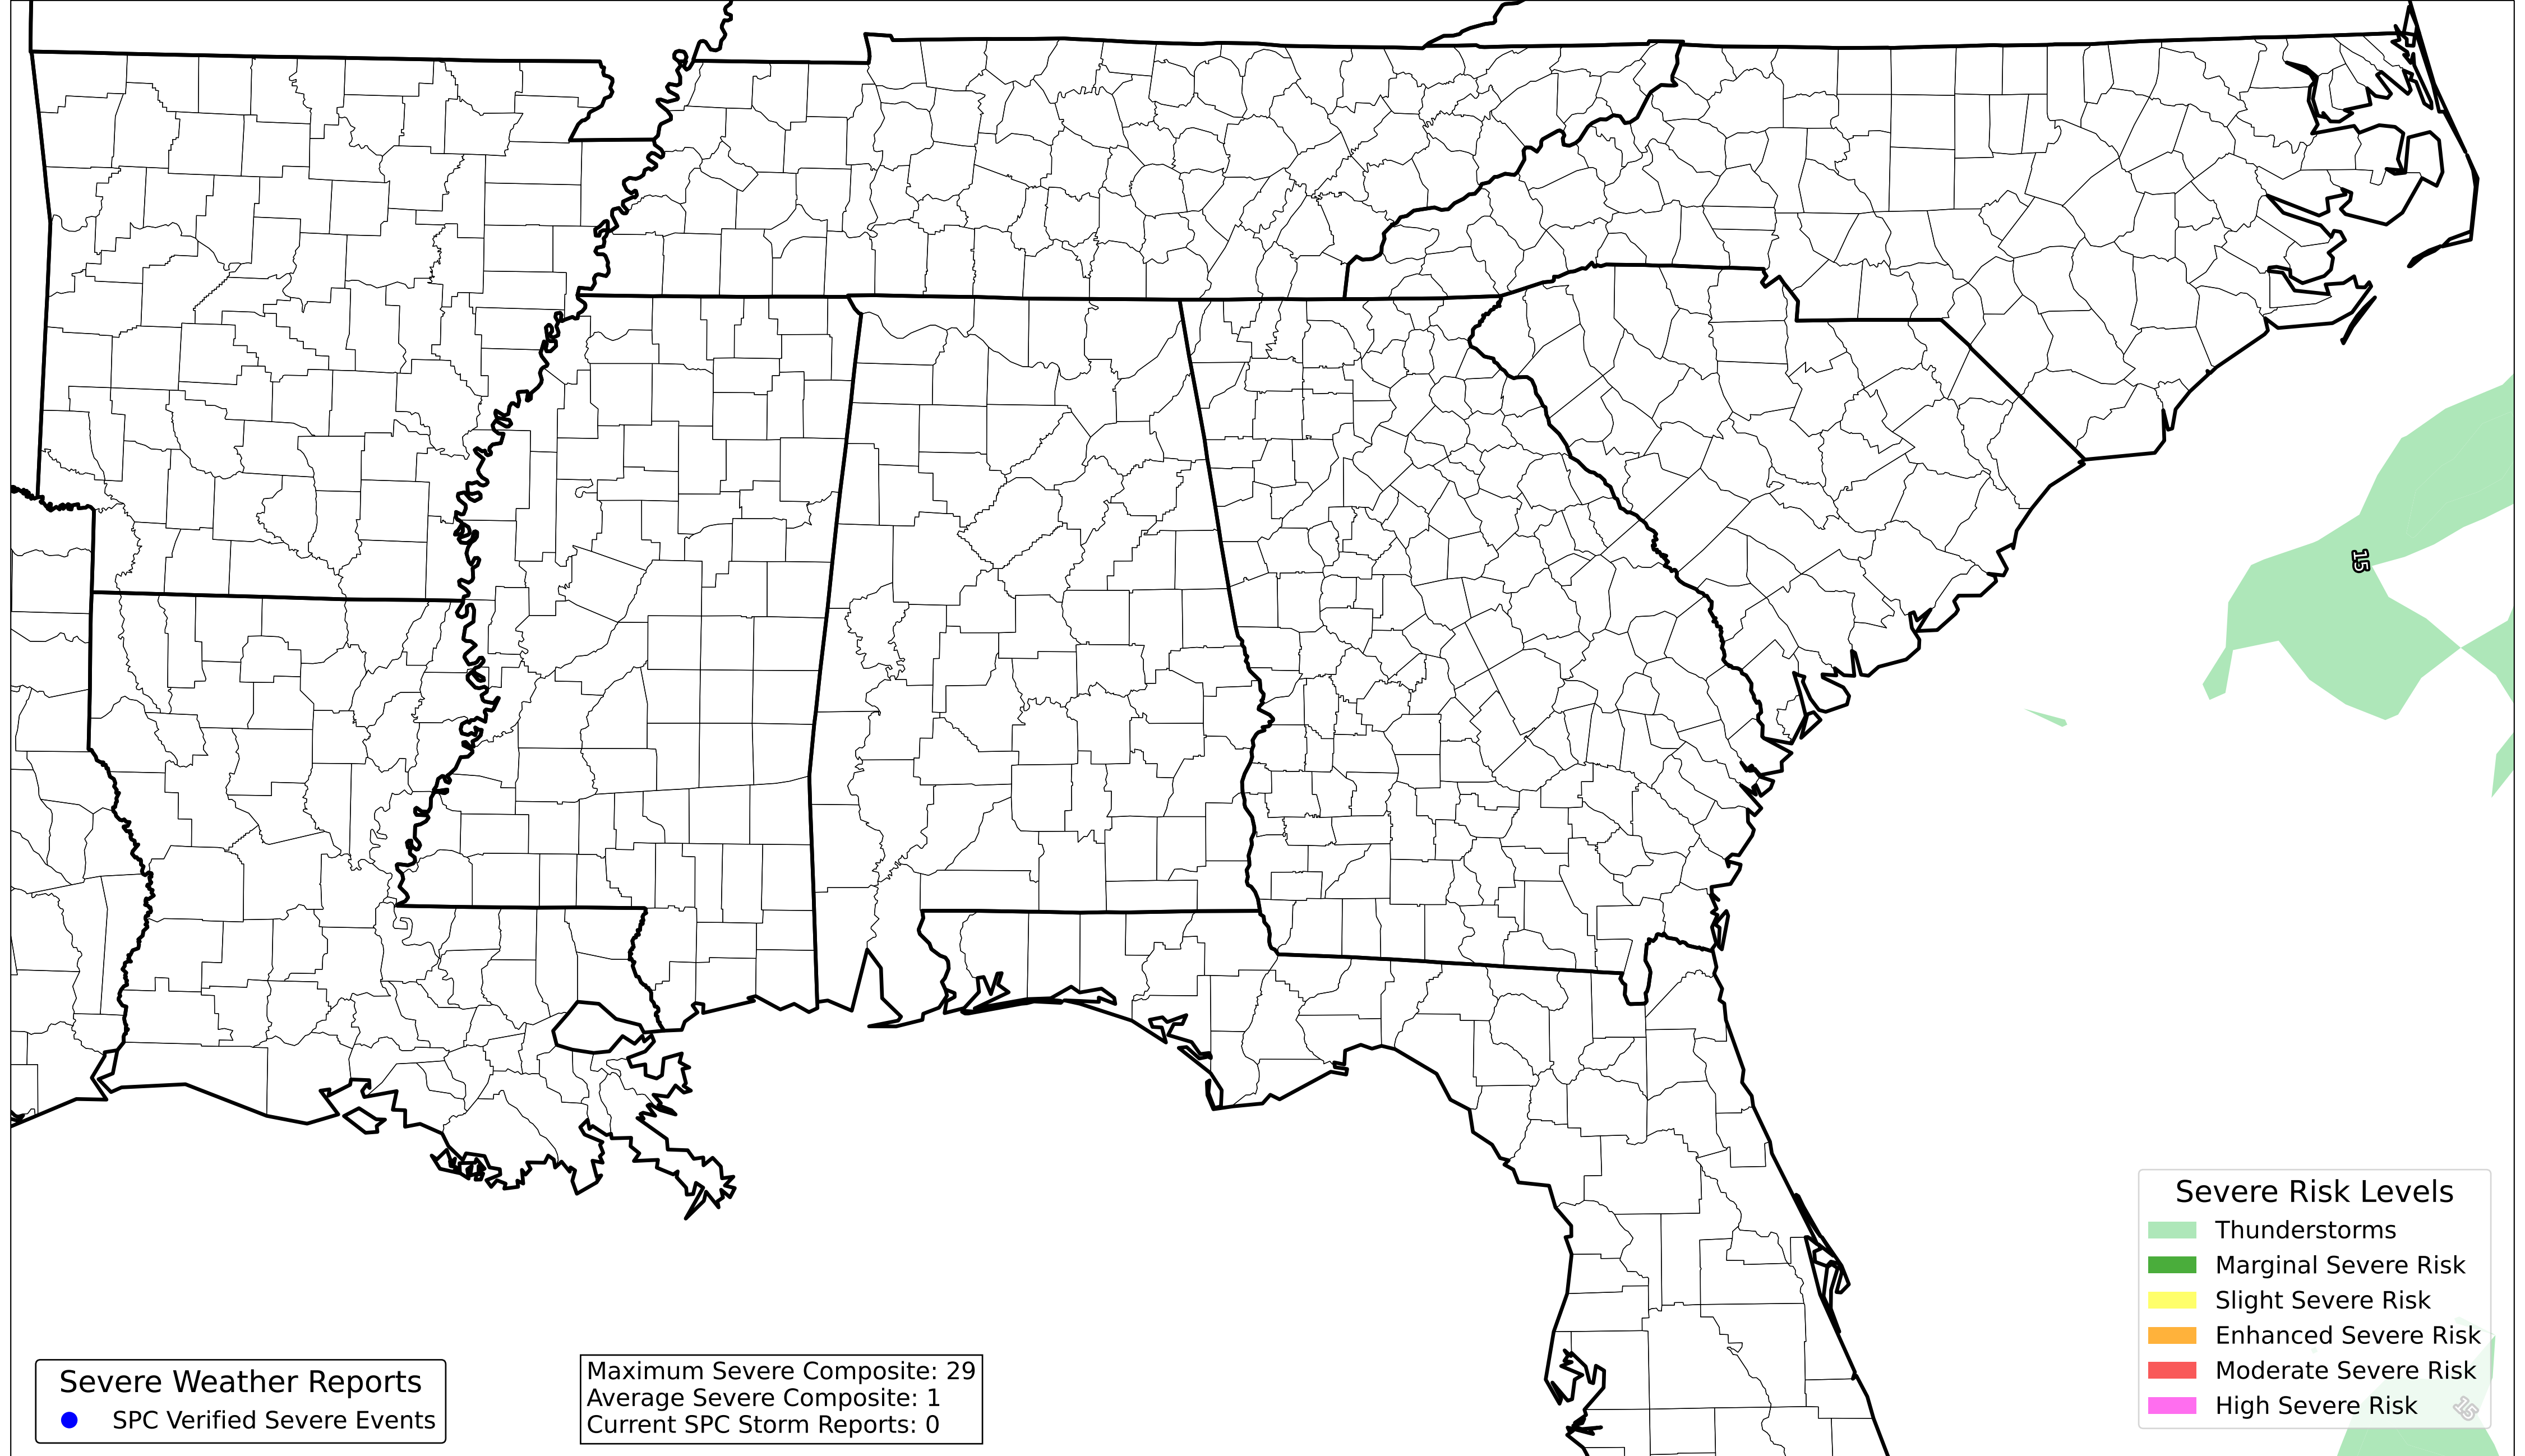 15
Severe Risk Levels
Thunderstorms
Marginal Severe Risk
Slight Severe Risk
Enhanced Severe Risk
Moderate Severe Risk
High Severe Risk
15
Severe Weather Reports
SPC Verified Severe Events
Maximum Severe Composite: 29
Average Severe Composite: 1
Current SPC Storm Reports: 0